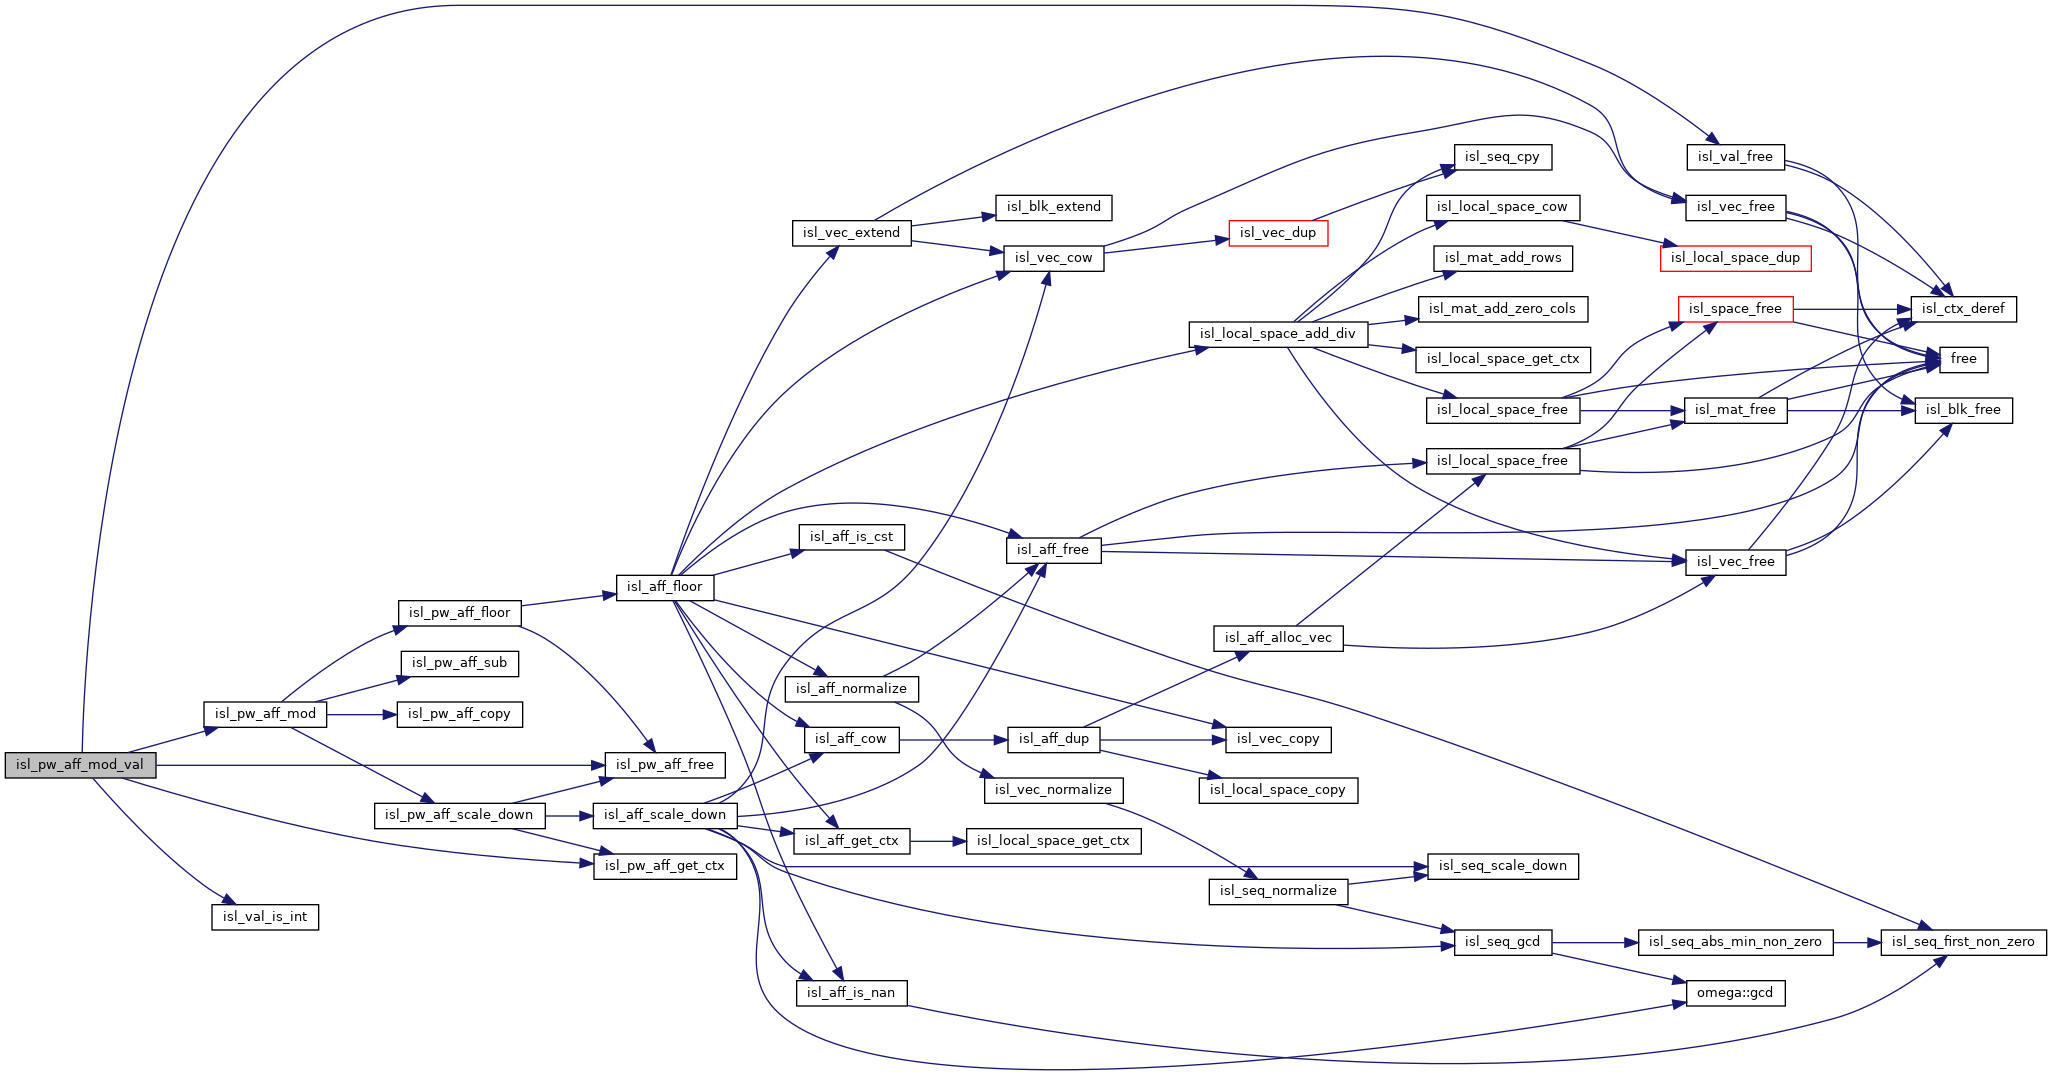 isl_pw_aff_mod_val
isl_pw_aff_mod
isl_val_is_int
isl_pw_aff_floor
isl_pw_aff_sub
isl_pw_aff_copy
isl_pw_aff_scale_down
isl_pw_aff_free
isl_pw_aff_get_ctx
isl_aff_floor
isl_aff_scale_down
isl_vec_extend
isl_aff_is_cst
isl_aff_normalize
isl_aff_cow
isl_aff_get_ctx
isl_aff_is_nan
isl_blk_extend
isl_vec_cow
isl_aff_free
isl_aff_dup
isl_vec_normalize
isl_local_space_get_ctx
isl_vec_dup
isl_local_space_add_div
isl_aff_alloc_vec
isl_vec_copy
isl_local_space_copy
isl_seq_normalize
isl_seq_cpy
isl_local_space_cow
isl_mat_add_rows
isl_mat_add_zero_cols
isl_local_space_get_ctx
isl_local_space_free
isl_local_space_free
isl_seq_scale_down
isl_seq_gcd
isl_val_free
isl_vec_free
isl_local_space_dup
isl_space_free
isl_mat_free
isl_vec_free
isl_seq_abs_min_non_zero
omega::gcd
isl_ctx_deref
free
isl_blk_free
isl_seq_first_non_zero